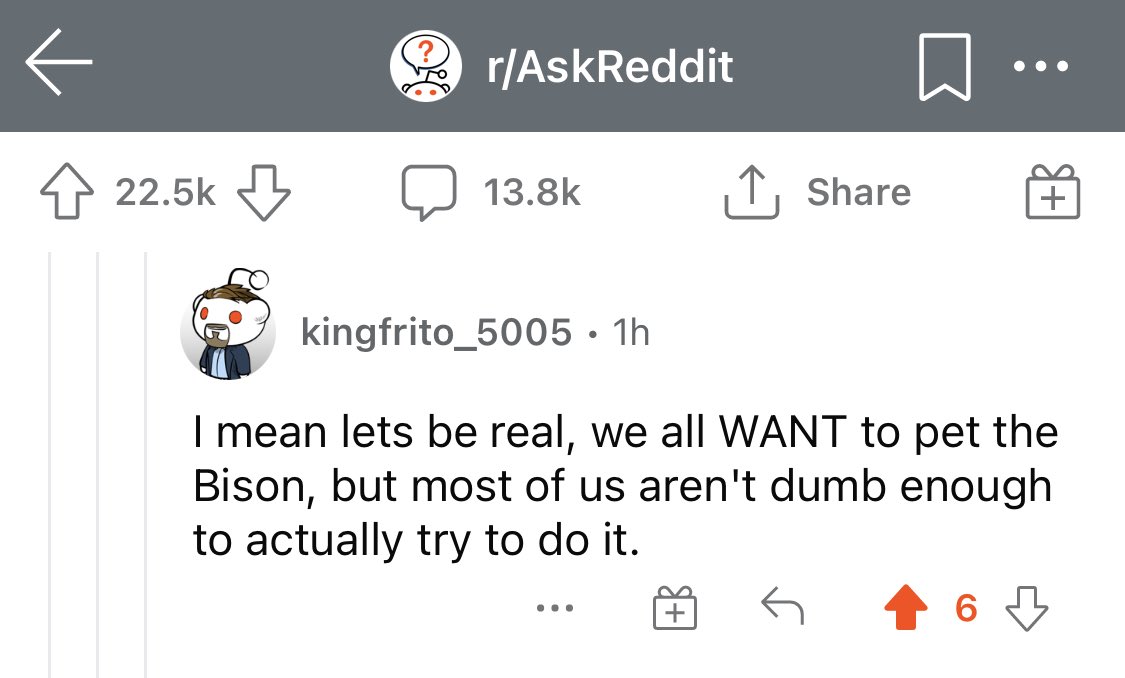 r/AskReddit
22.5k 13.8k Share
kingfrito_5005 • 1h
I mean lets be real, we all WANT to pet the
Bison, but most of us aren't dumb enough
to actually try to do it.
6